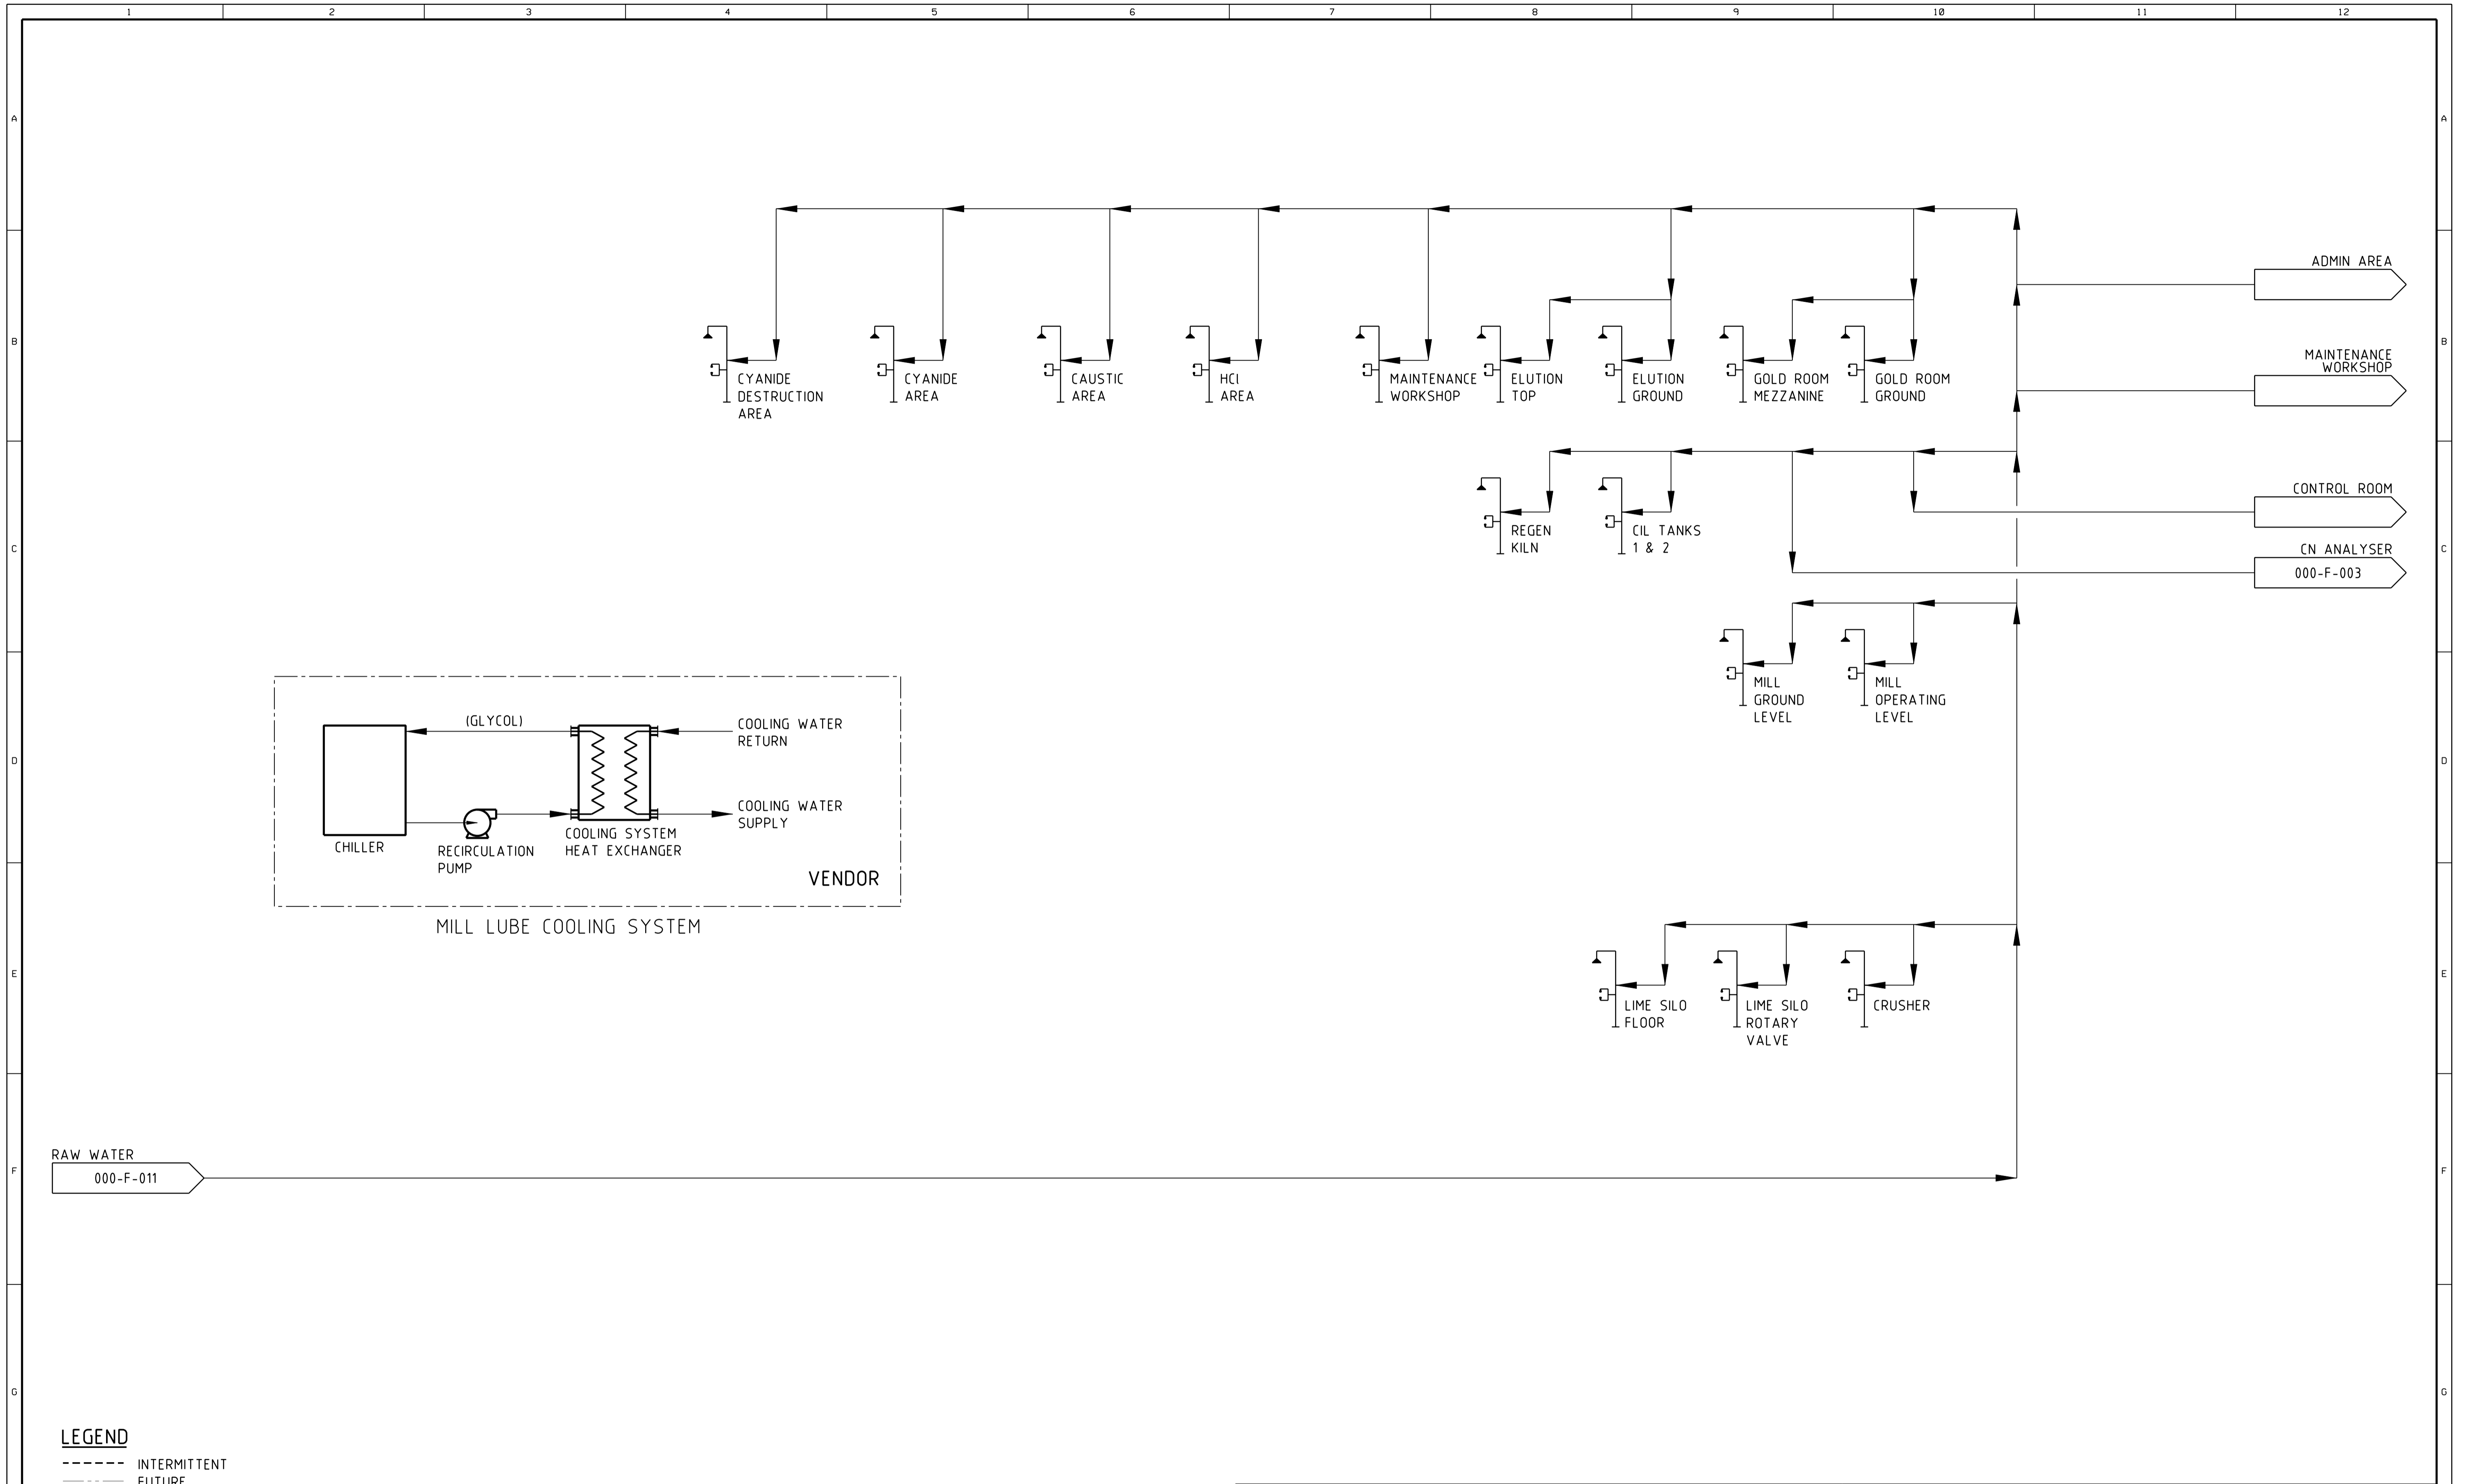 1 2 3 4 5 6 7 8 9 10 11 12
A A
ADMIN AREA
MAINTENANCE
WORKSHOP
B B
CYANIDE
DESTRUCTION
AREA
CYANIDE
AREA
CAUSTIC
AREA
HCl
AREA
MAINTENANCE
WORKSHOP
ELUTION
TOP
ELUTION
GROUND
GOLD ROOM
MEZZANINE
GOLD ROOM
GROUND
CONTROL ROOM
C C
REGEN
KILN
CIL TANKS
1 & 2
CN ANALYSER
000-F-003
MILL
GROUND
LEVEL
MILL
OPERATING
LEVEL
D D
(GLYCOL)
COOLING WATER
RETURN
COOLING WATER
SUPPLY
CHILLER
RECIRCULATION
PUMP
COOLING SYSTEM
HEAT EXCHANGER
VENDOR
MILL LUBE COOLING SYSTEM
E E
LIME SILO
FLOOR
LIME SILO
ROTARY
VALVE
CRUSHER
RAW WATER
000-F-011
F F
G G
LEGEND
INTERMITTENT
FUTURE